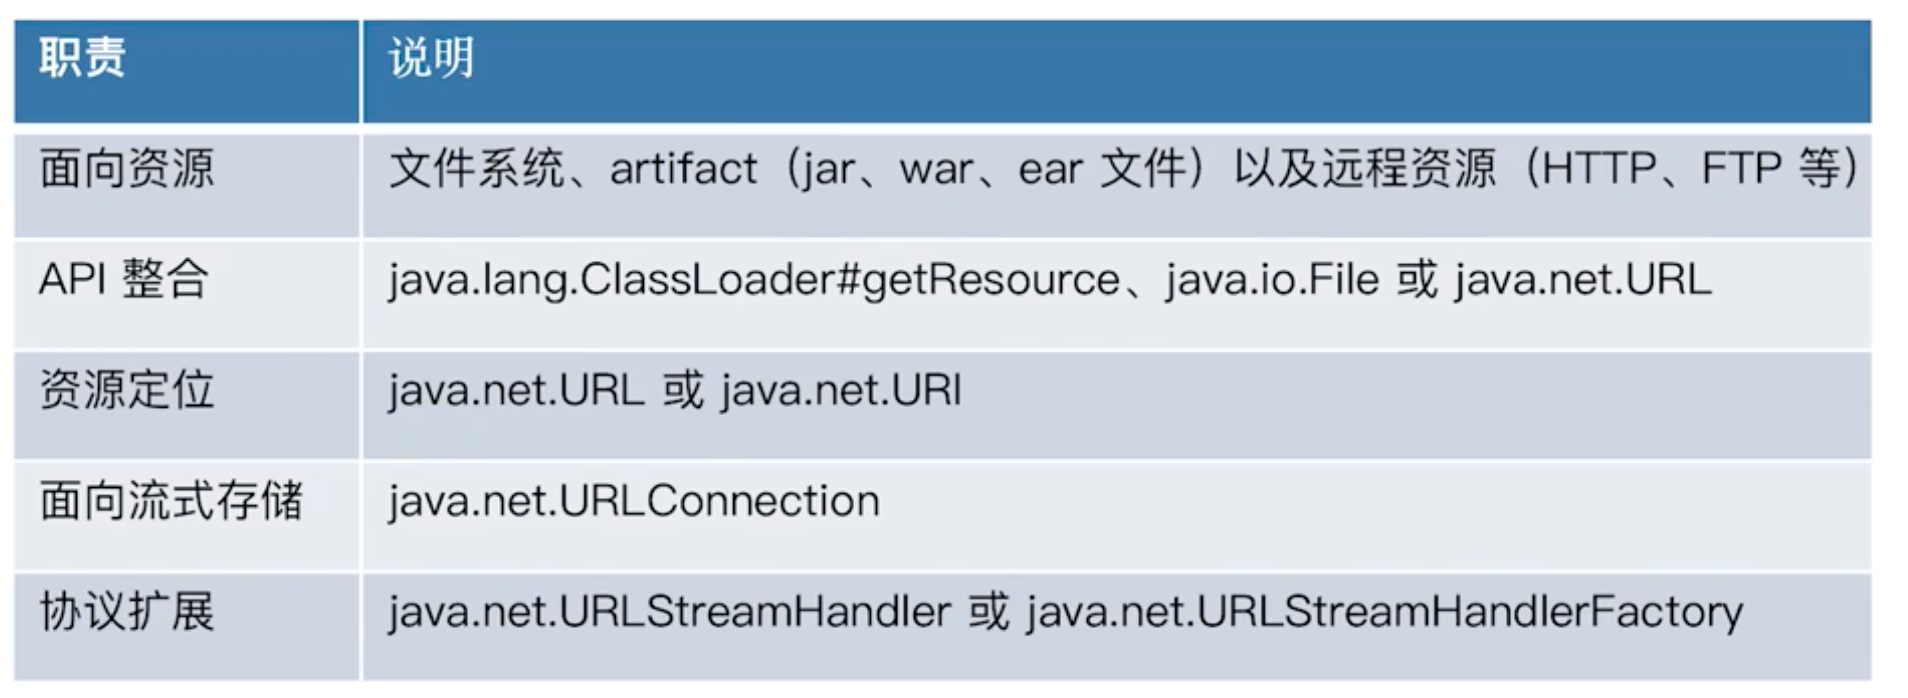 职责 说明
面向资源 文件系统、artifact（jar、war、ear 文件）以及远程资源（HTTP、FTP 等）
API 整合 java.lang.ClassLoader#getResource、java.io.File 或 java.net.URL
资源定位 java.net.URL 或 java.net.URI
面向流式存储 java.net.URLConnection
协议扩展 java.net.URLStreamHandler 或 java.net.URLStreamHandlerFactory